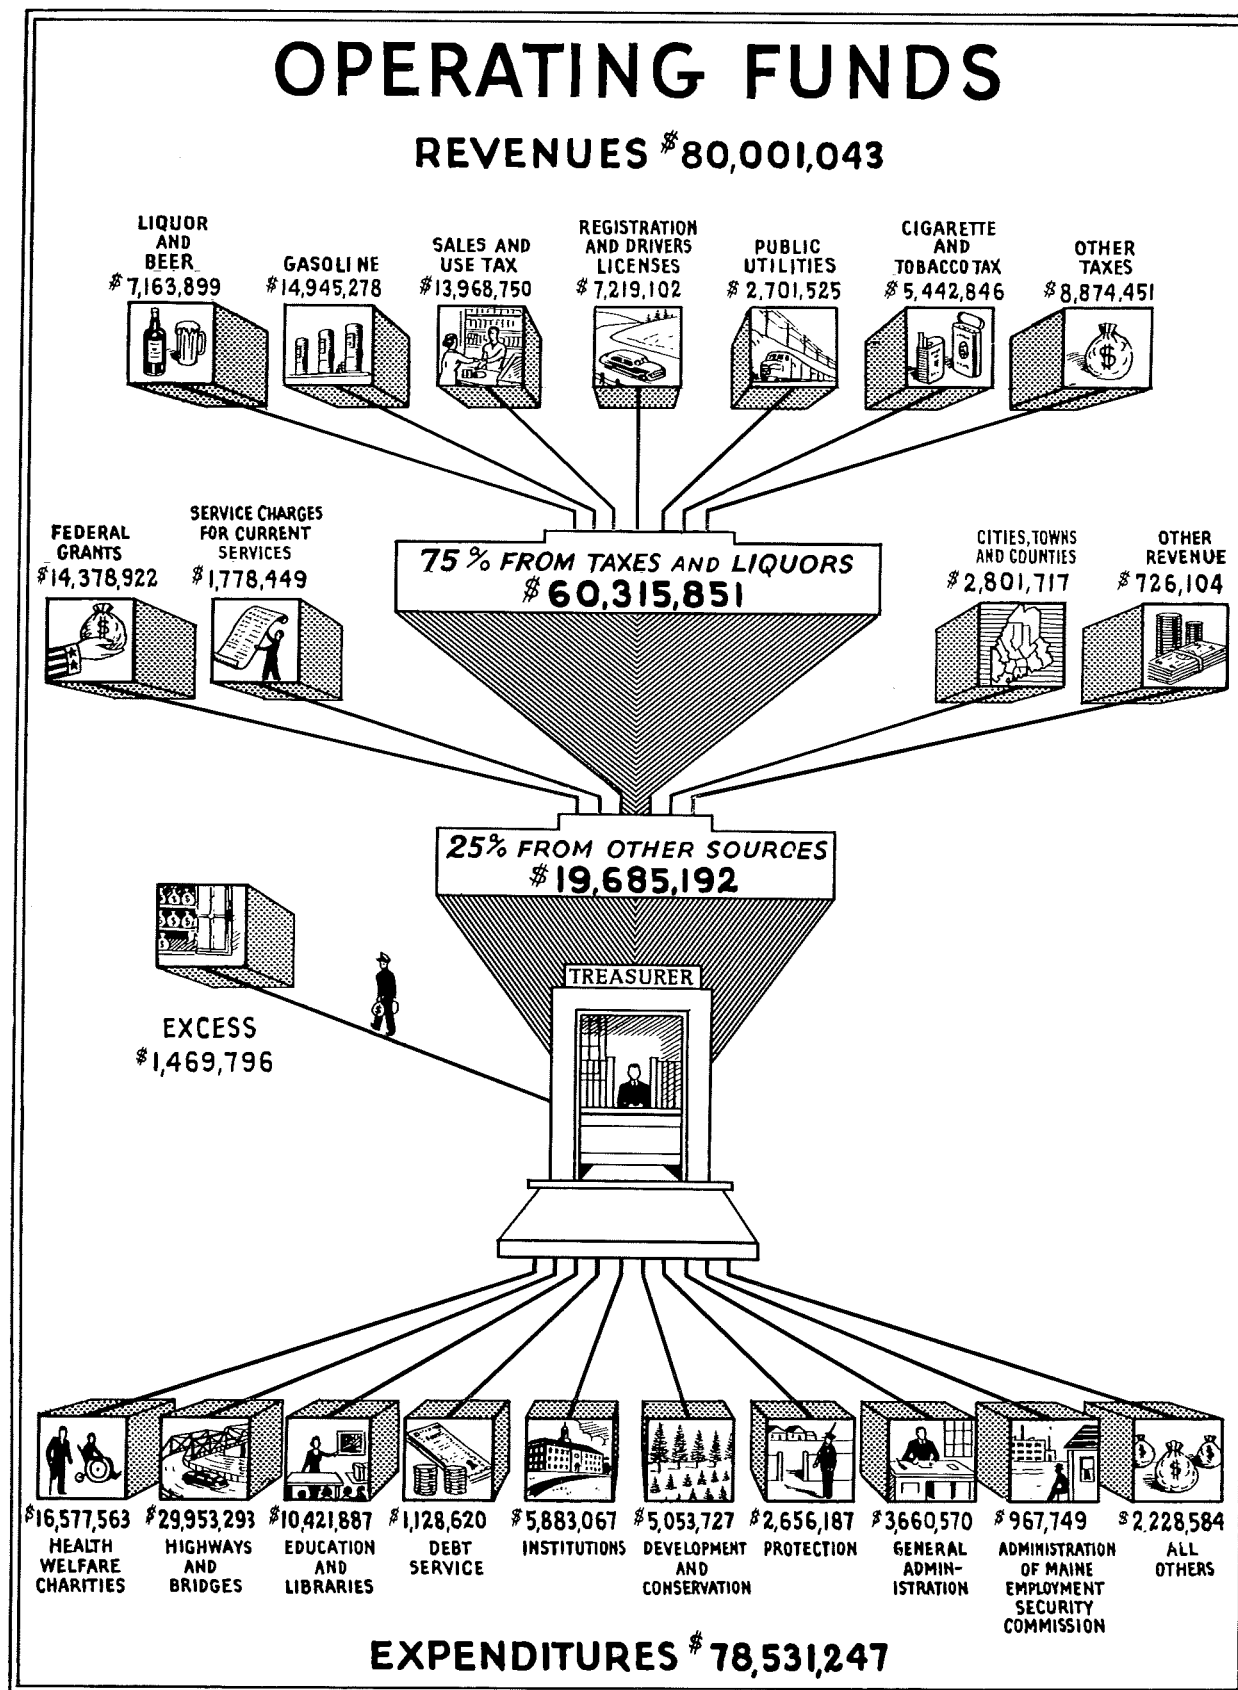 OPERATING FUNDS
REVENUES $80,001,043
LIQUOR
AND
BEER
$7,163,899
GASOLINE
$14,945,278
SALES AND
USE TAX
$13,968,750
REGISTRATION
AND DRIVERS
LICENSES
$7,219,102
PUBLIC
UTILITIES
$2,701,525
CIGARETTE
AND
TOBACCO TAX
$5,442,846
OTHER
TAXES
$8,874,451
FEDERAL
GRANTS
$14,378,922
SERVICE CHARGES
FOR CURRENT
SERVICES
$1,778,449
75% FROM TAXES AND LIQUORS
$60,315,851
CITIES, TOWNS
AND COUNTIES
$2,801,717
OTHER
REVENUE
$726,104
25% FROM OTHER SOURCES
$19,685,192
TREASURER
EXCESS
$1,469,796
$16,577,563
HEALTH
WELFARE
CHARITIES
$29,953,293
HIGHWAYS
AND
BRIDGES
$10,421,887
EDUCATION
AND
LIBRARIES
$1,128,620
DEBT
SERVICE
$5,883,067
INSTITUTIONS
$5,053,727
DEVELOPMENT
AND
CONSERVATION
$2,656,187
PROTECTION
$3,660,570
GENERAL
ADMIN-
ISTRATION
$967,749
ADMINISTRATION
OF MAINE
EMPLOYMENT
SECURITY
COMMISSION
$2,228,584
ALL
OTHERS
EXPENDITURES $78,531,247